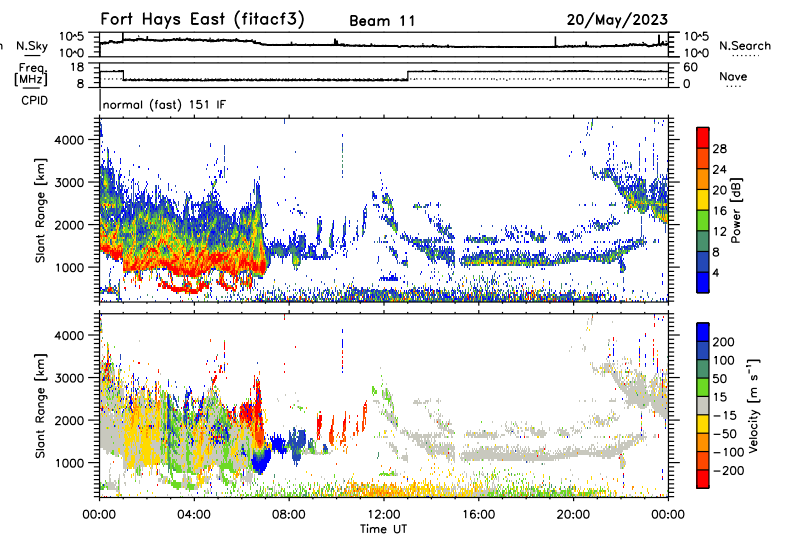 Fort Hays East (fitacf3) Beam 11 20/May/2023
n N.Sky 10^5 10^0 10^5 10^0 N.Search
Freq. [MHz] 18 8 60 0 Nave
CPID normal (fast) 151 IF
Slant Range [km] 4000 3000 2000 1000
28 24 20 16 12 8 4 Power [dB]
Slant Range [km] 4000 3000 2000 1000
200 100 50 15 -15 -50 -100 -200 Velocity [m s⁻¹]
00:00 04:00 08:00 12:00 16:00 20:00 00:00
Time UT